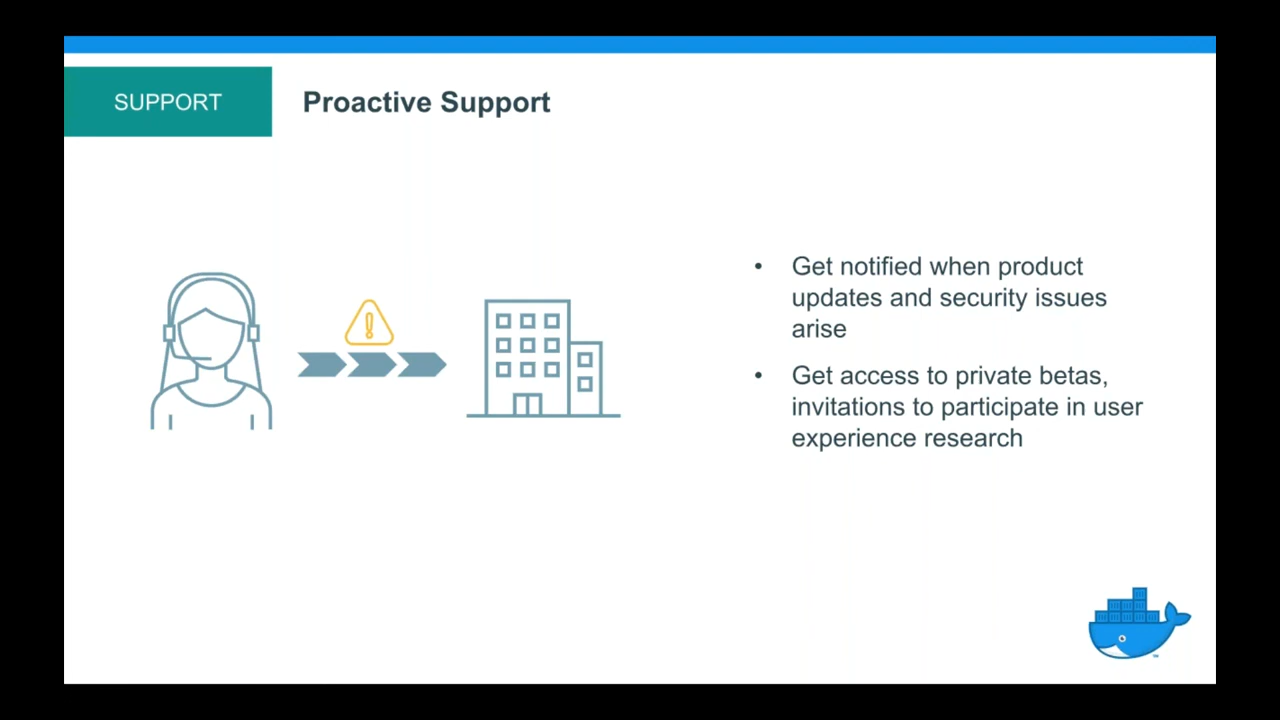 SUPPORT
Proactive Support
• Get notified when product
updates and security issues
arise
• Get access to private betas,
invitations to participate in user
experience research